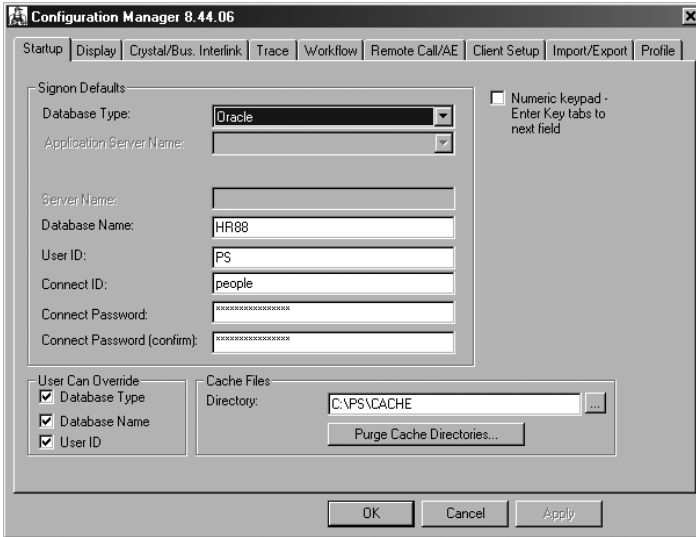 Configuration Manager 8.44.06
Startup Display Crystal/Bus. Interlink Trace Workflow Remote Call/AE Client Setup Import/Export Profile
Signon Defaults
Database Type: Oracle
Numeric keypad -
Enter Key tabs to
next field
Application Server Name:
Server Name:
Database Name: HR88
User ID: PS
Connect ID: people
Connect Password: ***************
Connect Password (confirm): ***************
User Can Override
Database Type
Database Name
User ID
Cache Files
Directory: C:\PS\CACHE ...
Purge Cache Directories...
OK Cancel Apply